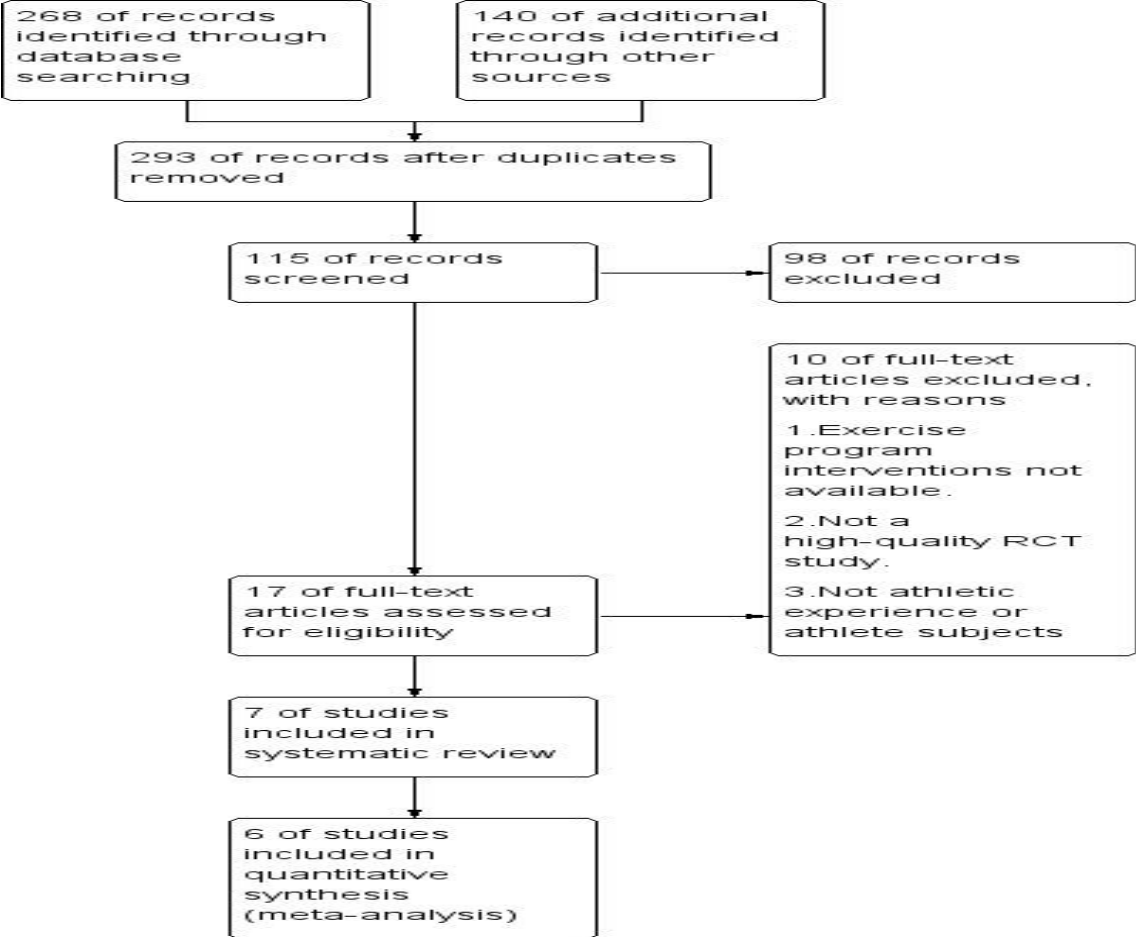 268 of records
identified through
database
searching
140 of additional
records identified
through other
sources
293 of records after duplicates
removed
115 of records
screened
98 of records
excluded
10 of full-text
articles excluded,
with reasons
1.Exercise
program
interventions not
available.
2.Not a
high-quality RCT
study.
3.Not athletic
experience or
athlete subjects
17 of full-text
articles assessed
for eligibility
7 of studies
included in
systematic review
6 of studies
included in
quantitative
synthesis
(meta-analysis)